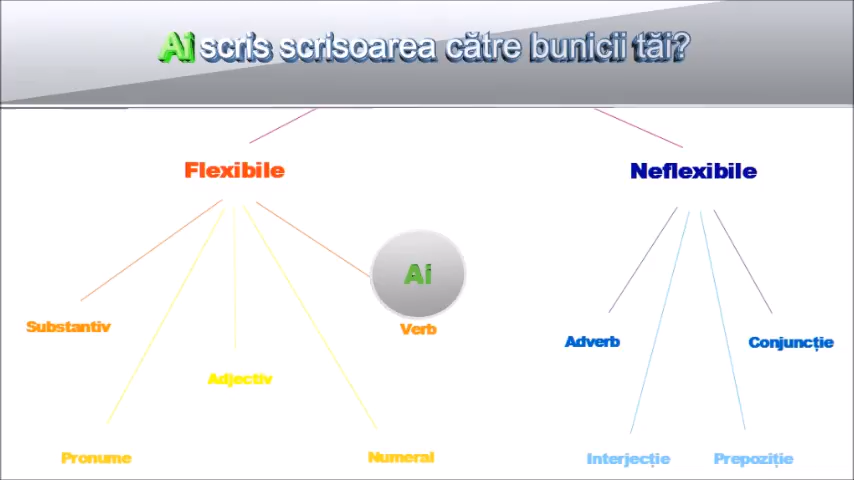 Ai scris scrisoarea către bunicii tăi?
Flexibile
Neflexibile
Ai
Substantiv
Verb
Adverb
Conjuncție
Adjectiv
Pronume
Numeral
Interjecție
Prepoziție